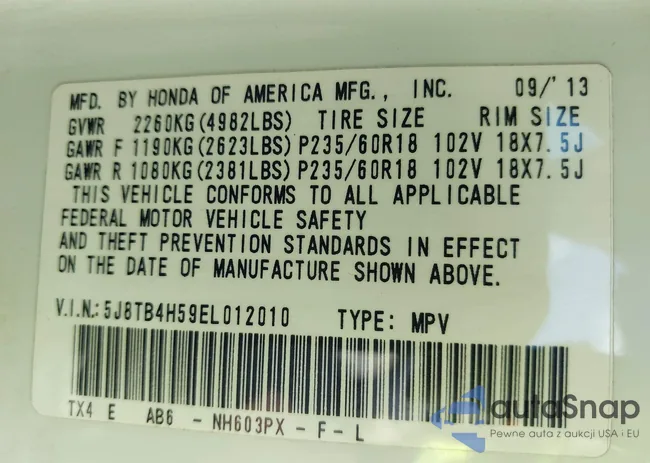 MFD. BY HONDA OF AMERICA MFG., INC. 09/'13
GVWR 2260KG(4982LBS) TIRE SIZE RIM SIZE
GAWR F 1190KG(2623LBS) P235/60R18 102V 18X7.5J
GAWR R 1080KG(2381LBS) P235/60R18 102V 18X7.5J
THIS VEHICLE CONFORMS TO ALL APPLICABLE
FEDERAL MOTOR VEHICLE SAFETY
AND THEFT PREVENTION STANDARDS IN EFFECT
ON THE DATE OF MANUFACTURE SHOWN ABOVE.
V.I.N.:5J8TB4H59EL012010 TYPE: MPV
TX4 E AB6 - NH603PX - F - L
autoSnap
Pewne auta z aukcji USA i EU